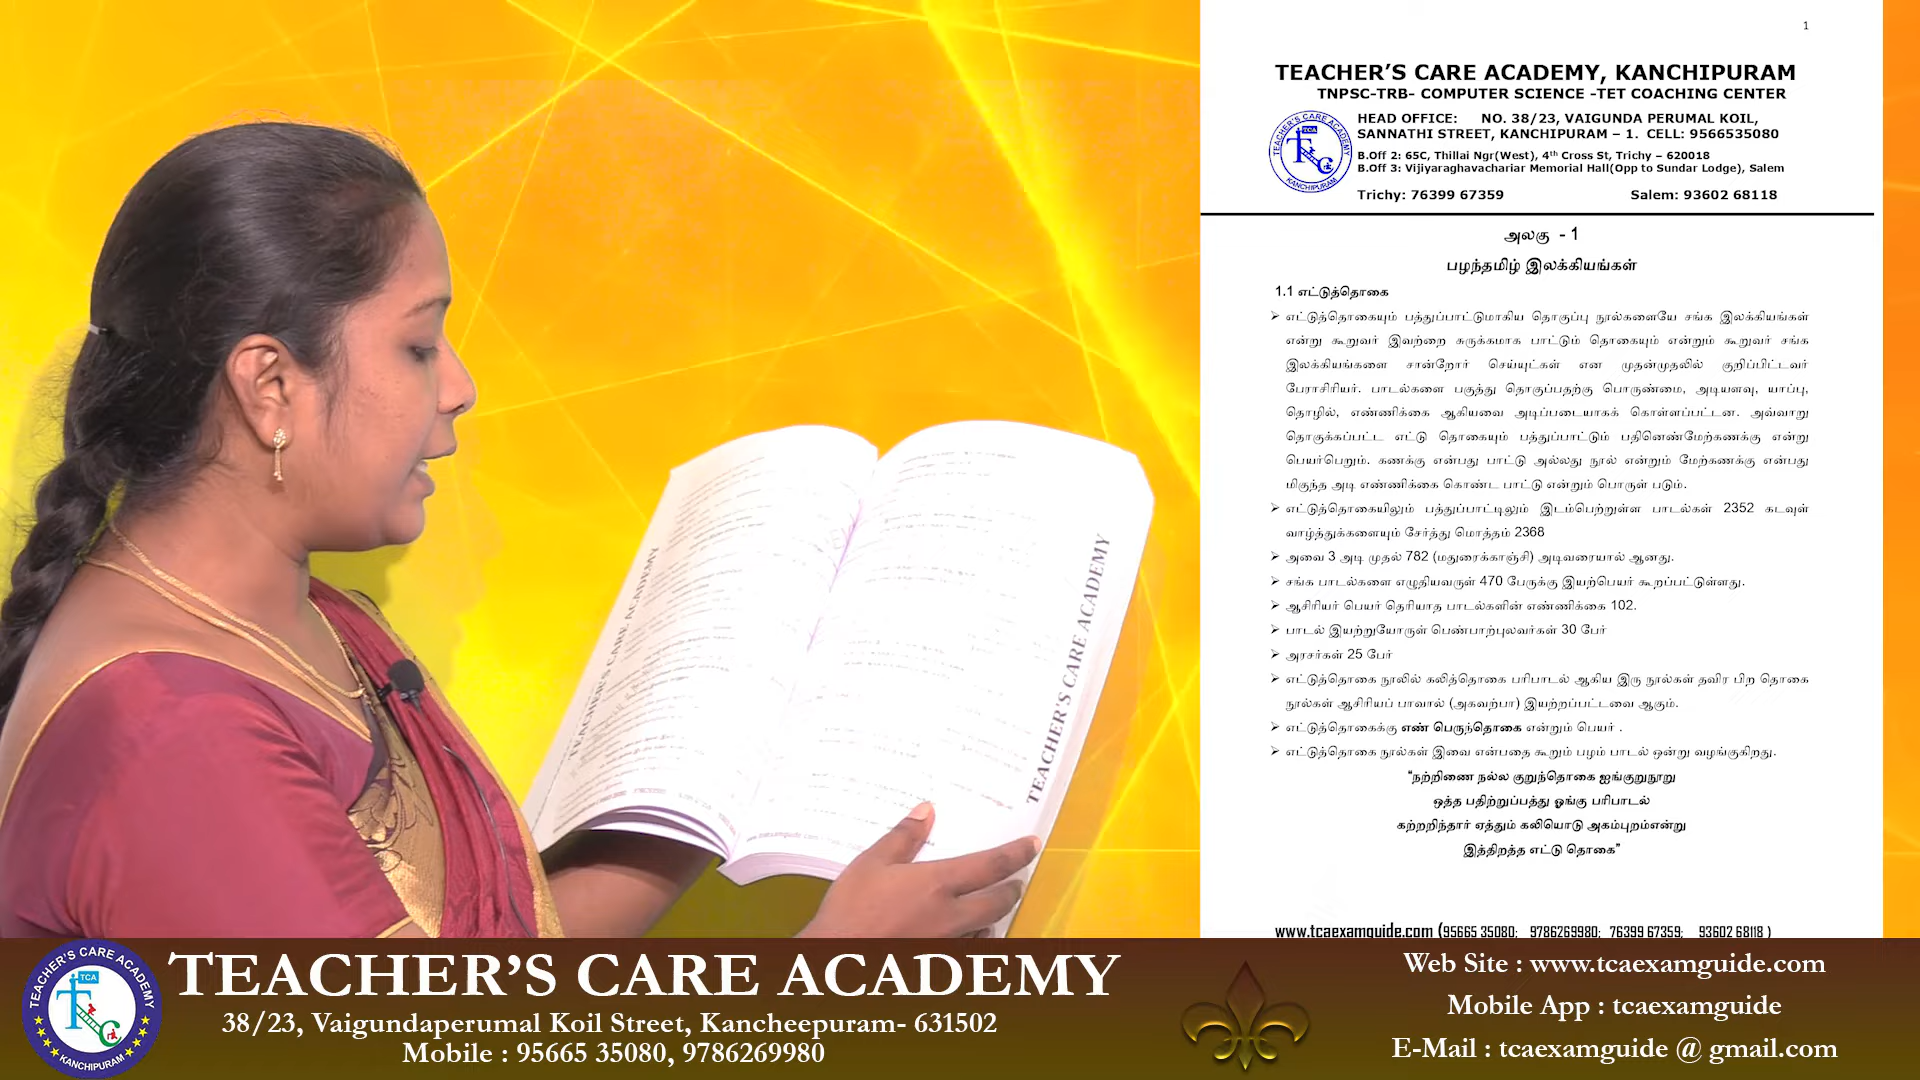 1
TEACHER’S CARE ACADEMY, KANCHIPURAM
TNPSC-TRB- COMPUTER SCIENCE -TET COACHING CENTER
HEAD OFFICE: NO. 38/23, VAIGUNDA PERUMAL KOIL,
SANNATHI STREET, KANCHIPURAM – 1. CELL: 9566535080
B.Off 2: 65C, Thillai Ngr(West), 4th Cross St, Trichy – 620018
B.Off 3: Vijiyaraghavachariar Memorial Hall(Opp to Sundar Lodge), Salem
Trichy: 76399 67359 Salem: 93602 68118
TEACHER'S CARE ACADEMY
TCA
KANCHIPURAM
அலகு - 1
பழந்தமிழ் இலக்கியங்கள்
1.1 எட்டுத்தொகை
➢ எட்டுத்தொகையும் பத்துப்பாட்டுமாகிய தொகுப்பு நூல்களையே சங்க இலக்கியங்கள்
என்று கூறுவர் இவற்றை சுருக்கமாக பாட்டும் தொகையும் என்றும் கூறுவர் சங்க
இலக்கியங்களை சான்றோர் செய்யுட்கள் என முதன்முதலில் குறிப்பிட்டவர்
பேராசிரியர். பாடல்களை பகுத்து தொகுப்பதற்கு பொருண்மை, அடியளவு, யாப்பு,
தொழில், எண்ணிக்கை ஆகியவை அடிப்படையாகக் கொள்ளப்பட்டன. அவ்வாறு
தொகுக்கப்பட்ட எட்டு தொகையும் பத்துப்பாட்டும் பதினெண்மேற்கணக்கு என்று
பெயர்பெறும். கணக்கு என்பது பாட்டு அல்லது நூல் என்றும் மேற்கணக்கு என்பது
மிகுந்த அடி எண்ணிக்கை கொண்ட பாட்டு என்றும் பொருள் படும்.
➢ எட்டுத்தொகையிலும் பத்துப்பாட்டிலும் இடம்பெற்றுள்ள பாடல்கள் 2352 கடவுள்
வாழ்த்துக்களையும் சேர்த்து மொத்தம் 2368
➢ அவை 3 அடி முதல் 782 (மதுரைக்காஞ்சி) அடிவரையால் ஆனது.
➢ சங்க பாடல்களை எழுதியவருள் 470 பேருக்கு இயற்பெயர் கூறப்பட்டுள்ளது.
➢ ஆசிரியர் பெயர் தெரியாத பாடல்களின் எண்ணிக்கை 102.
➢ பாடல் இயற்றுயோருள் பெண்பாற்புலவர்கள் 30 பேர்
➢ அரசர்கள் 25 பேர்
➢ எட்டுத்தொகை நூலில் கலித்தொகை பரிபாடல் ஆகிய இரு நூல்கள் தவிர பிற தொகை
நூல்கள் ஆசிரியப் பாவால் (அகவற்பா) இயற்றப்பட்டவை ஆகும்.
➢ எட்டுத்தொகைக்கு எண் பெருந்தொகை என்றும் பெயர் .
➢ எட்டுத்தொகை நூல்கள் இவை என்பதை கூறும் பழம் பாடல் ஒன்று வழங்குகிறது.
“நற்றிணை நல்ல குறுந்தொகை ஐங்குறுநூறு
ஒத்த பதிற்றுப்பத்து ஓங்கு பரிபாடல்
கற்றறிந்தார் ஏத்தும் கலியொடு அகம்புறம்என்று
இத்திறத்த எட்டு தொகை”
www.tcaexamguide.com (95665 35080; 9786269980; 76399 67359; 93602 68118 )
TEACHER'S CARE ACADEMY
TEACHER'S CARE ACADEMY
TEACHER'S CARE ACADEMY
TCA
KANCHIPURAM
TEACHER’S CARE ACADEMY
38/23, Vaigundaperumal Koil Street, Kancheepuram- 631502
Mobile : 95665 35080, 9786269980
Web Site : www.tcaexamguide.com
Mobile App : tcaexamguide
E-Mail : tcaexamguide @ gmail.com